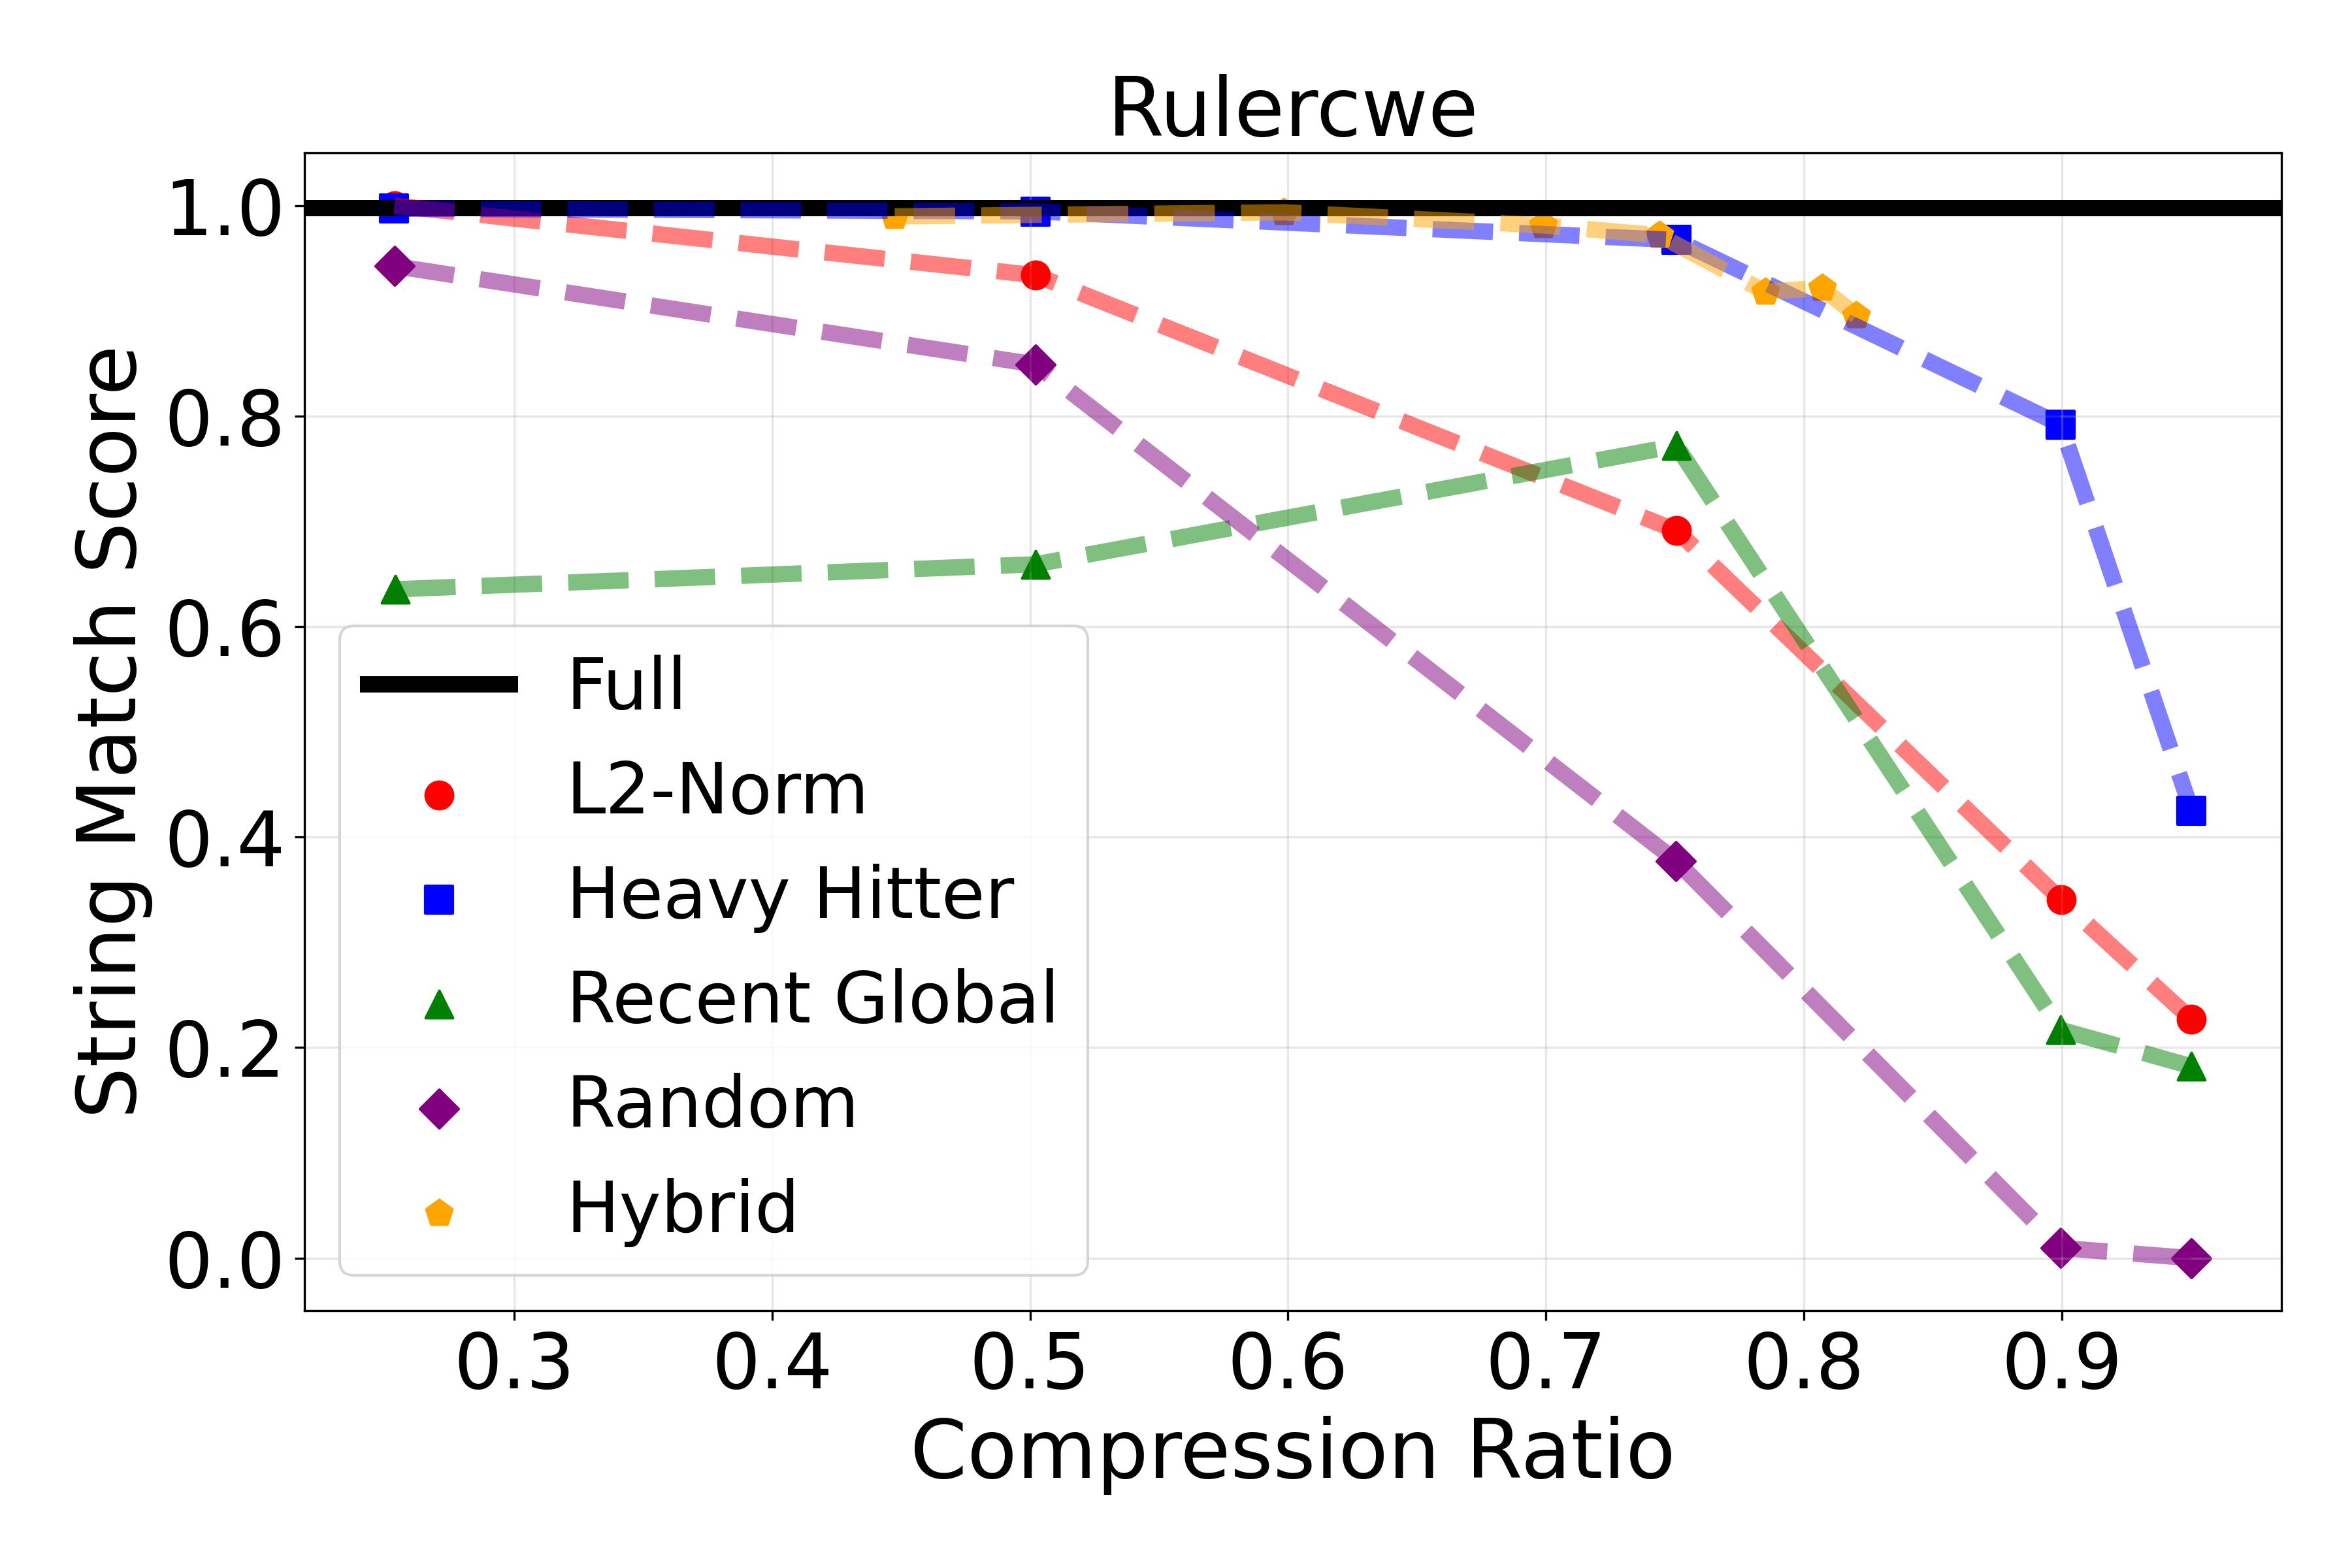 Rulercwe
String Match Score
1.0
0.8
0.6
0.4
0.2
0.0
Full
L2-Norm
Heavy Hitter
Recent Global
Random
Hybrid
0.3 0.4 0.5 0.6 0.7 0.8 0.9
Compression Ratio